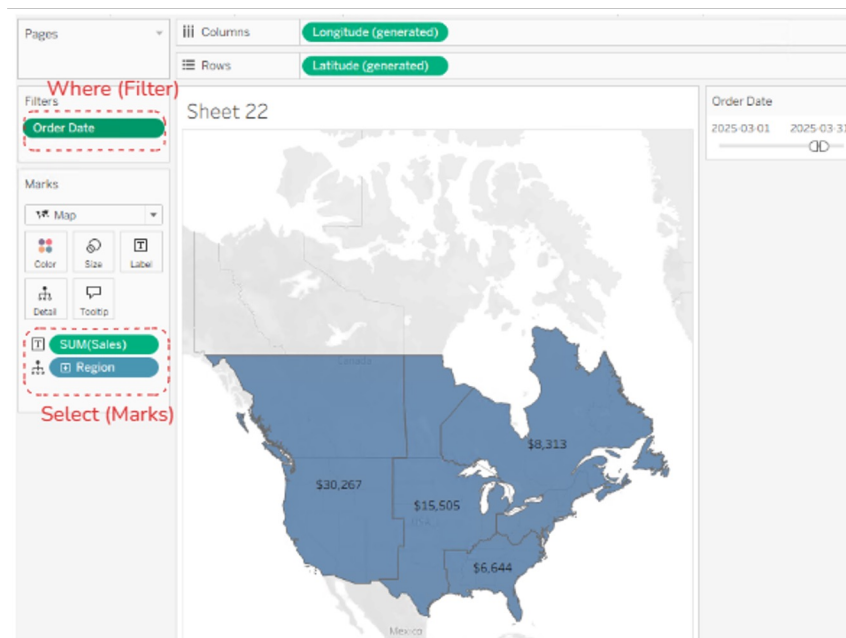 Pages
Columns
Longitude (generated)
Rows
Latitude (generated)
Where (Filter)
Filters
Order Date
Sheet 22
Order Date
2025-03-01 2025-03-31
Marks
Map
Color Size Label
Detail Tooltip
SUM(Sales)
Region
Select (Marks)
Canada
$8,313
$30,267
$15,505
$6,644
Mexico